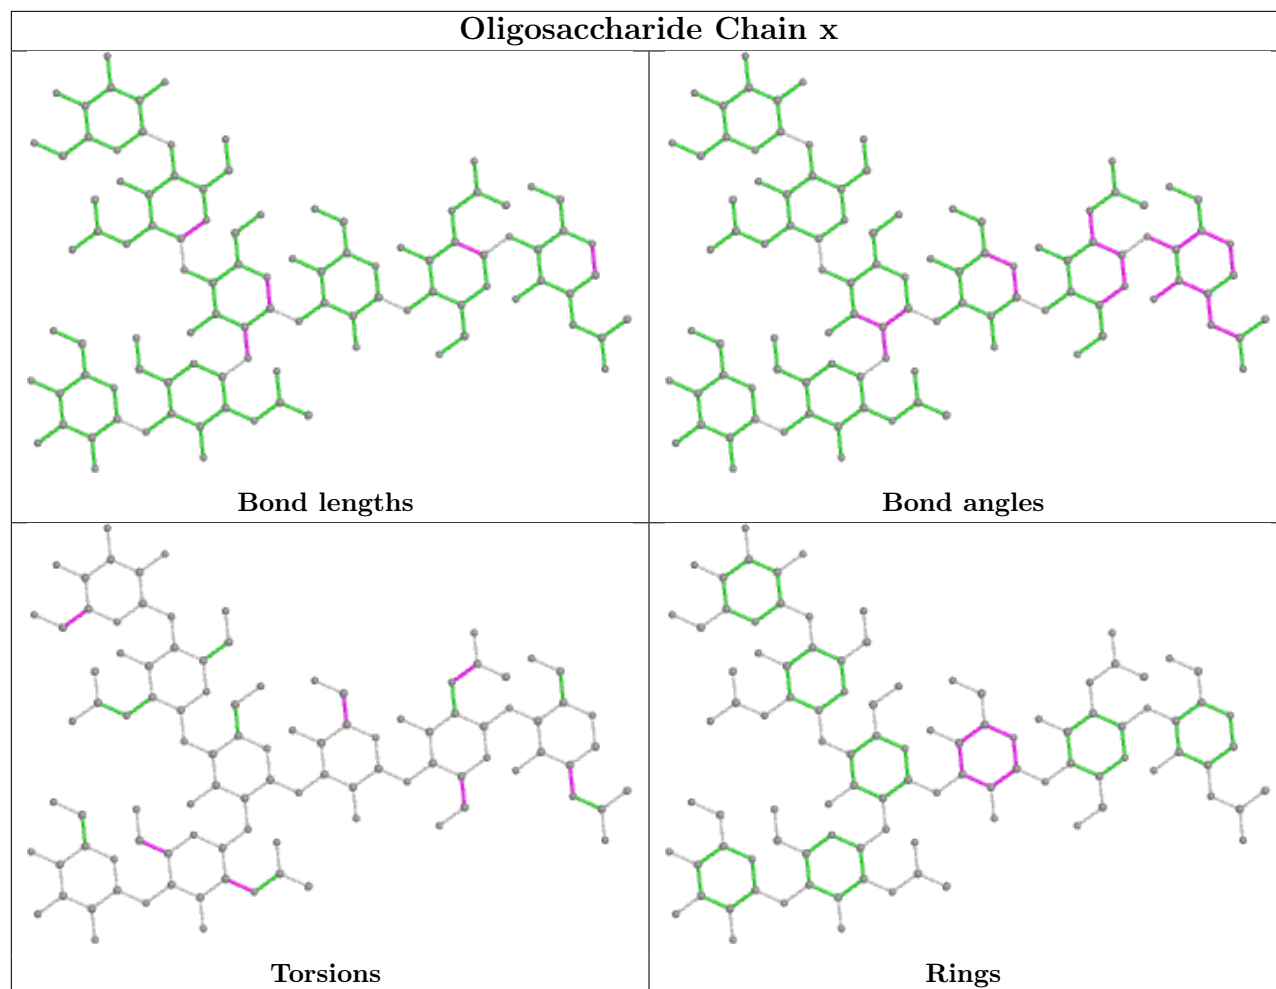 Oligosaccharide Chain x
Bond lengths
Bond angles
Torsions
Rings